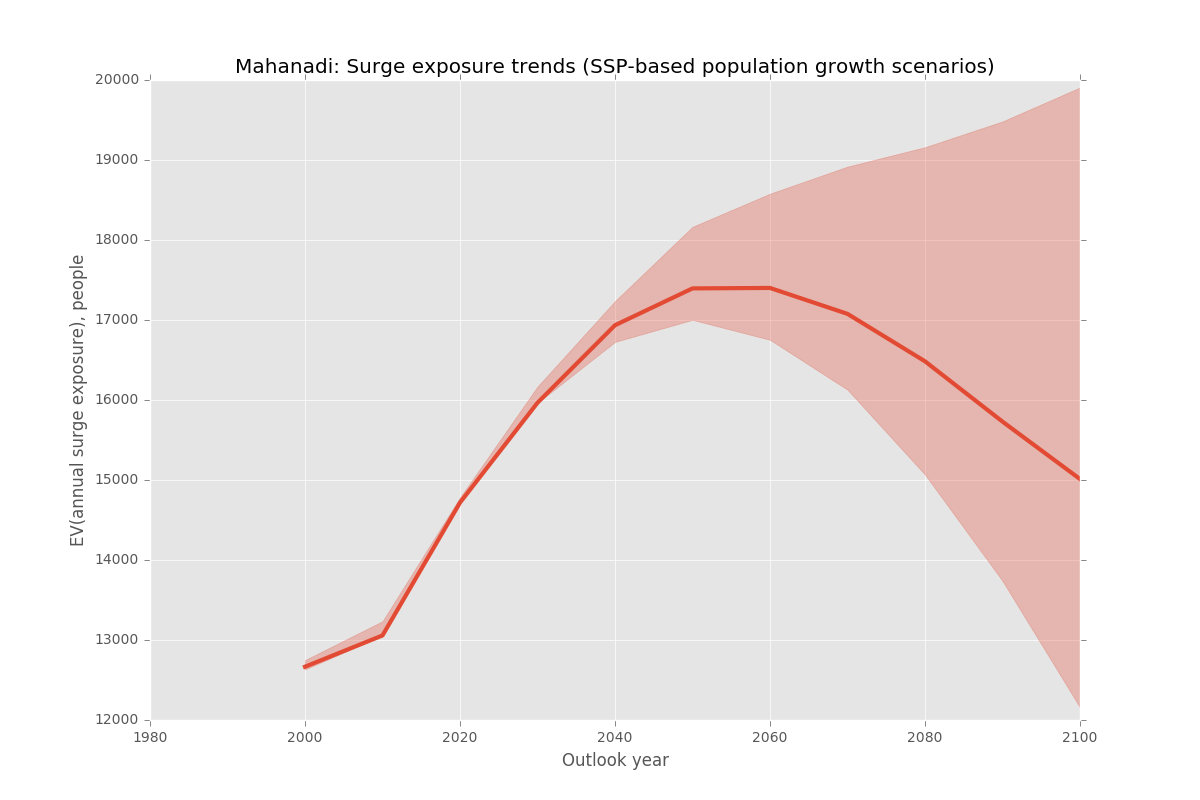 Mahanadi: Surge exposure trends (SSP-based population growth scenarios)
20000
19000
18000
17000
16000
15000
14000
13000
12000
EV(annual surge exposure), people
1980 2000 2020 2040 2060 2080 2100
Outlook year